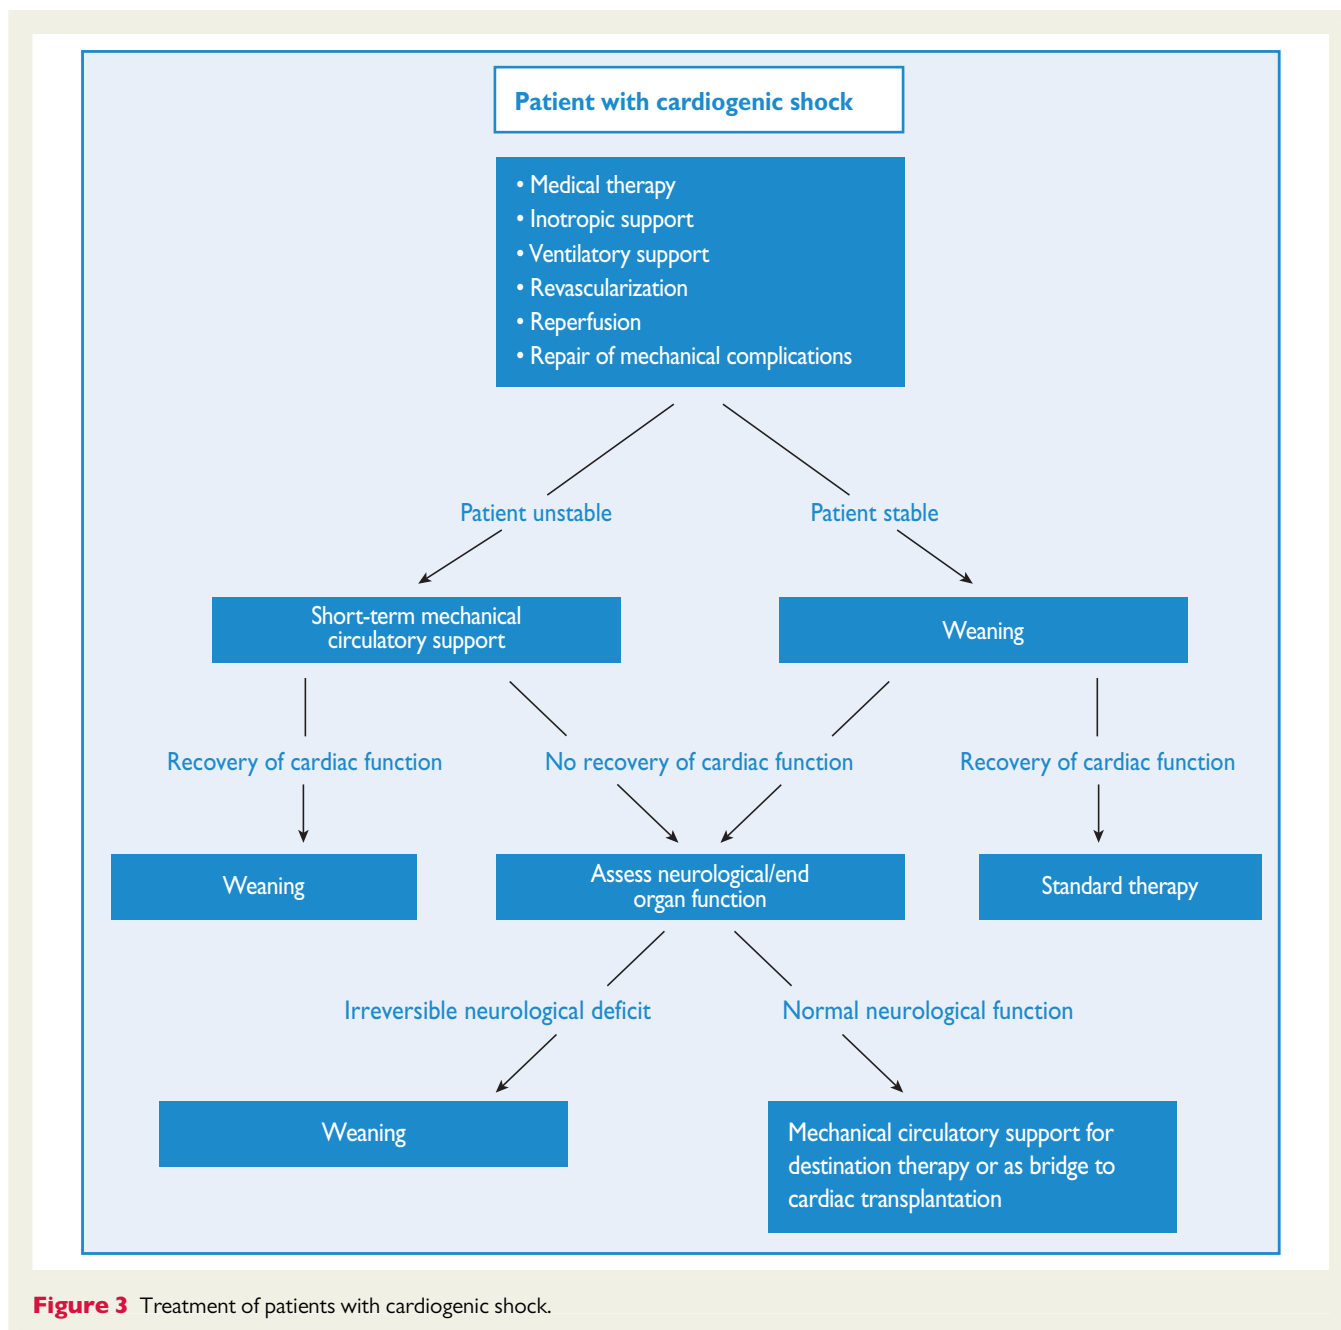 Patient with cardiogenic shock
• Medical therapy
• Inotropic support
• Ventilatory support
• Revascularization
• Reperfusion
• Repair of mechanical complications
Patient unstable
Patient stable
Short-term mechanical
circulatory support
Weaning
Recovery of cardiac function
No recovery of cardiac function
Recovery of cardiac function
Weaning
Assess neurological/end
organ function
Standard therapy
Irreversible neurological deficit
Normal neurological function
Weaning
Mechanical circulatory support for
destination therapy or as bridge to
cardiac transplantation
Figure 3 Treatment of patients with cardiogenic shock.